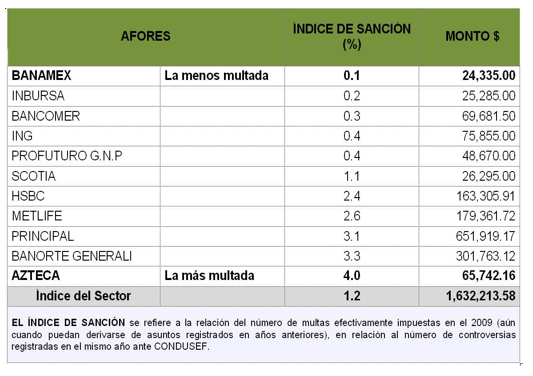 AFORES ÍNDICE DE SANCIÓN (%) MONTO $
BANAMEX La menos multada 0.1 24,335.00
INBURSA 0.2 25,285.00
BANCOMER 0.3 69,681.50
ING 0.4 75,855.00
PROFUTURO G.N.P 0.4 48,670.00
SCOTIA 1.1 26,295.00
HSBC 2.4 163,305.91
METLIFE 2.6 179,361.72
PRINCIPAL 3.1 651,919.17
BANORTE GENERALI 3.3 301,763.12
AZTECA La más multada 4.0 65,742.16
Índice del Sector 1.2 1,632,213.58
EL ÍNDICE DE SANCIÓN se refiere a la relación del número de multas efectivamente impuestas en el 2009 (aún
cuando puedan derivarse de asuntos registrados en años anteriores), en relación al número de controversias
registradas en el mismo año ante CONDUSEF.